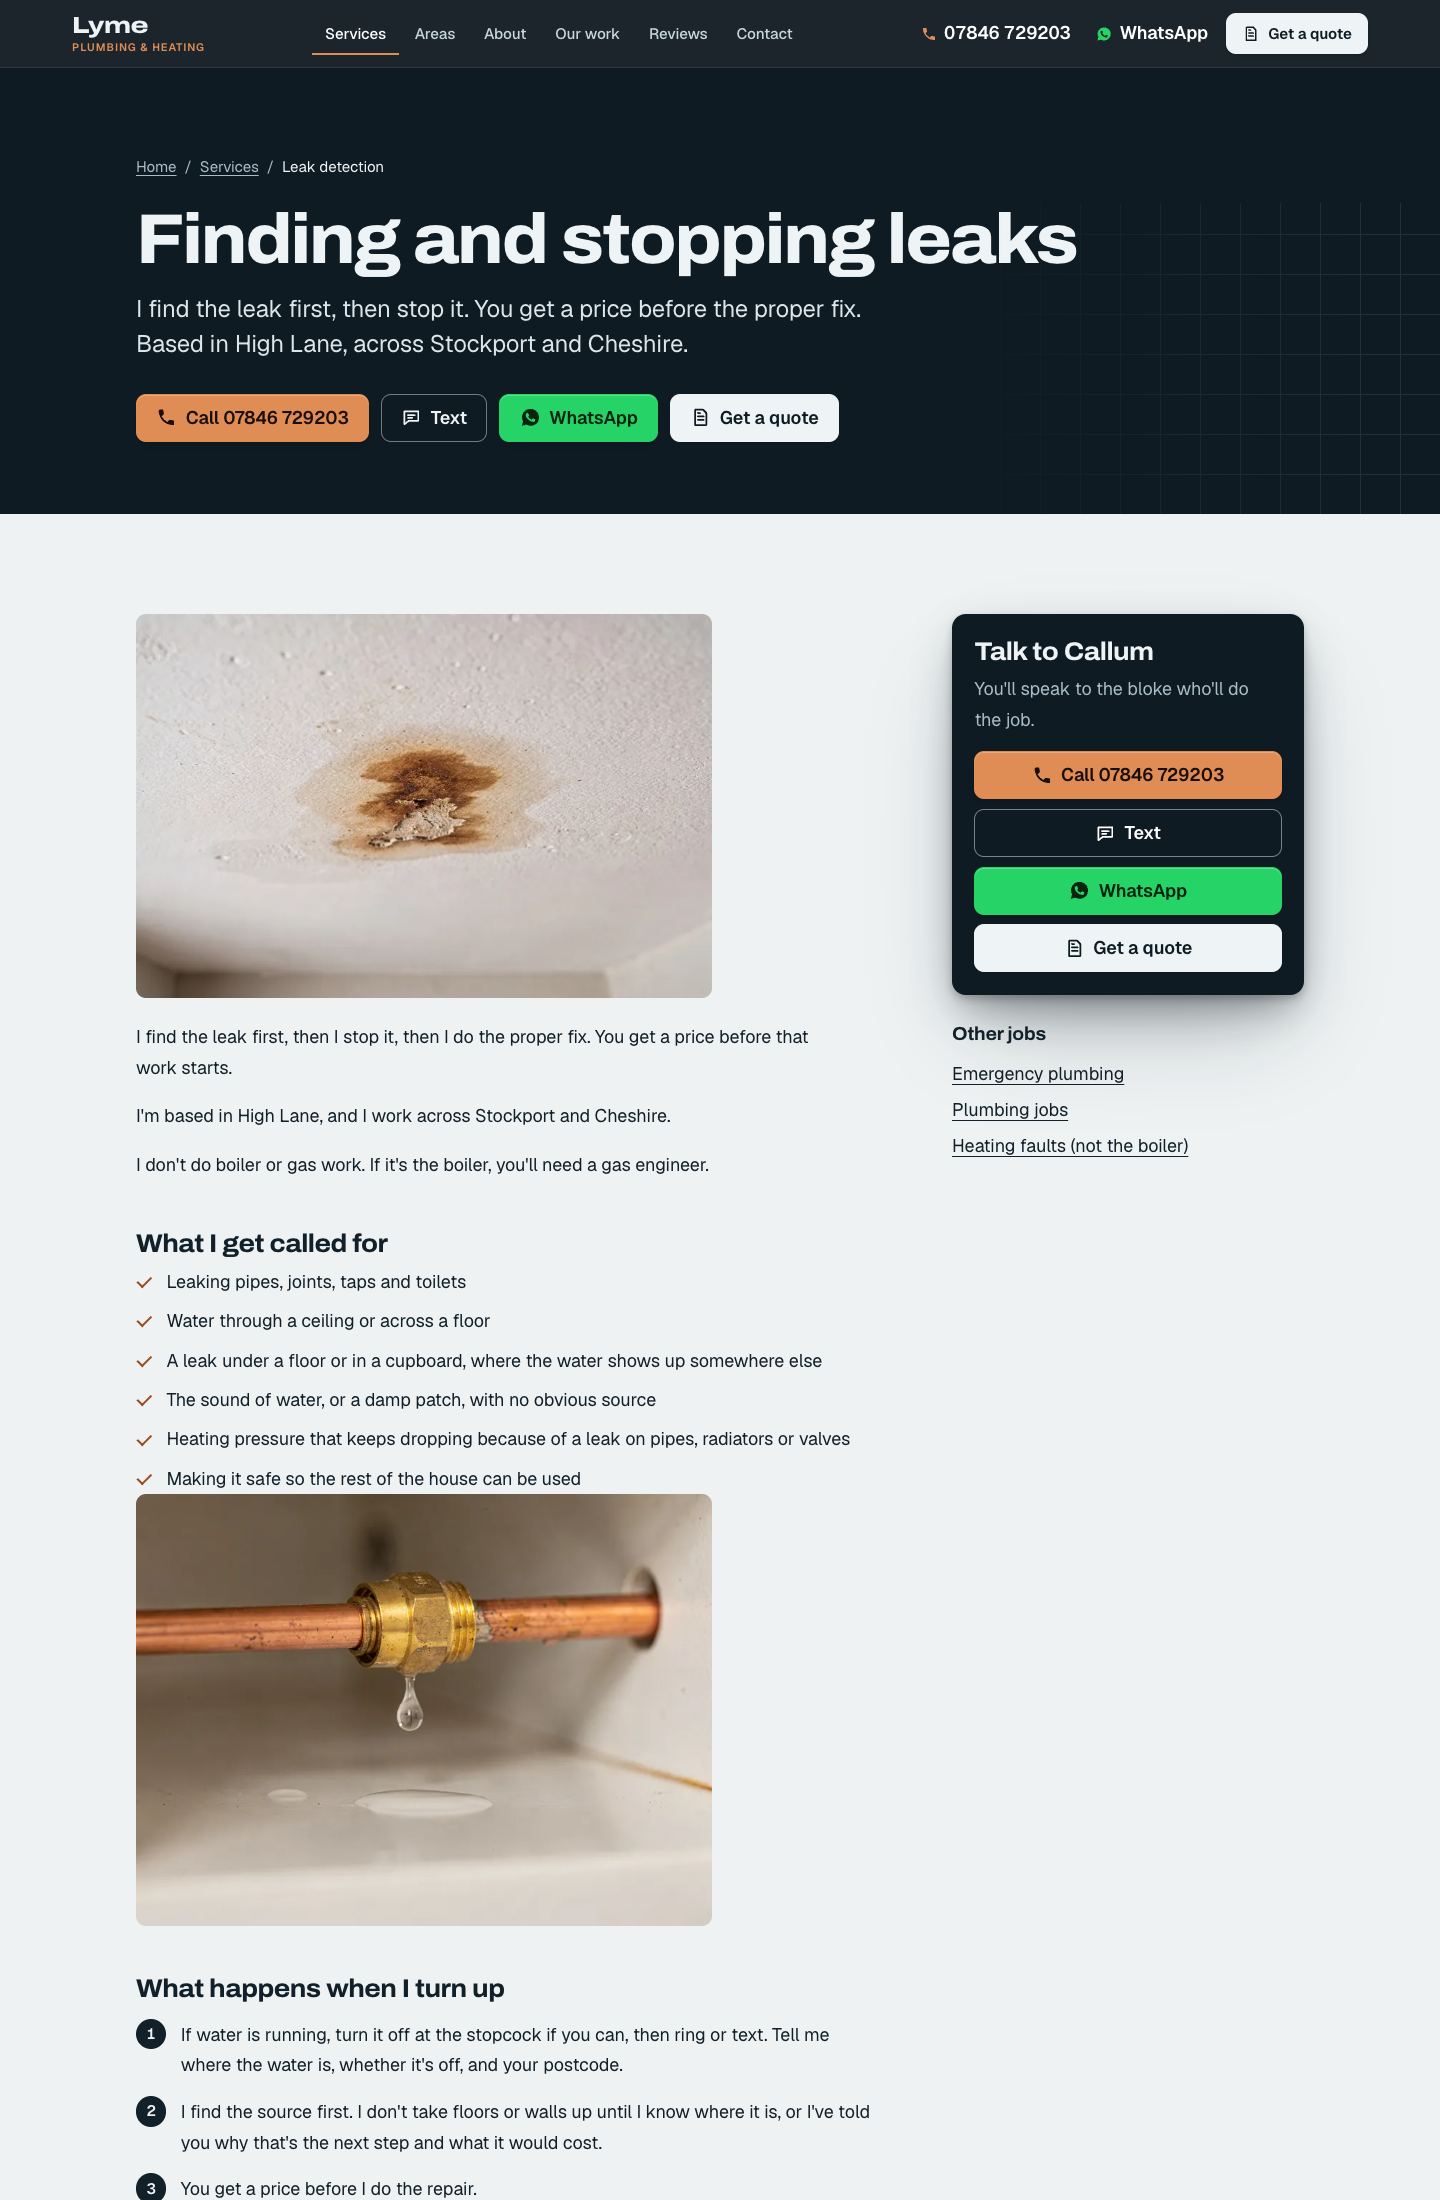 Lyme
PLUMBING & HEATING
Services
Areas
About
Our work
Reviews
Contact
07846 729203
WhatsApp
Get a quote
Home / Services / Leak detection
Finding and stopping leaks
I find the leak first, then stop it. You get a price before the proper fix.
Based in High Lane, across Stockport and Cheshire.
Call 07846 729203
Text
WhatsApp
Get a quote
Talk to Callum
You'll speak to the bloke who'll do
the job.
Call 07846 729203
Text
WhatsApp
Get a quote
Other jobs
Emergency plumbing
Plumbing jobs
Heating faults (not the boiler)
I find the leak first, then I stop it, then I do the proper fix. You get a price before that
work starts.
I'm based in High Lane, and I work across Stockport and Cheshire.
I don't do boiler or gas work. If it's the boiler, you'll need a gas engineer.
What I get called for
Leaking pipes, joints, taps and toilets
Water through a ceiling or across a floor
A leak under a floor or in a cupboard, where the water shows up somewhere else
The sound of water, or a damp patch, with no obvious source
Heating pressure that keeps dropping because of a leak on pipes, radiators or valves
Making it safe so the rest of the house can be used
What happens when I turn up
1 If water is running, turn it off at the stopcock if you can, then ring or text. Tell me
where the water is, whether it's off, and your postcode.
2 I find the source first. I don't take floors or walls up until I know where it is, or I've told
you why that's the next step and what it would cost.
3 You get a price before I do the repair.